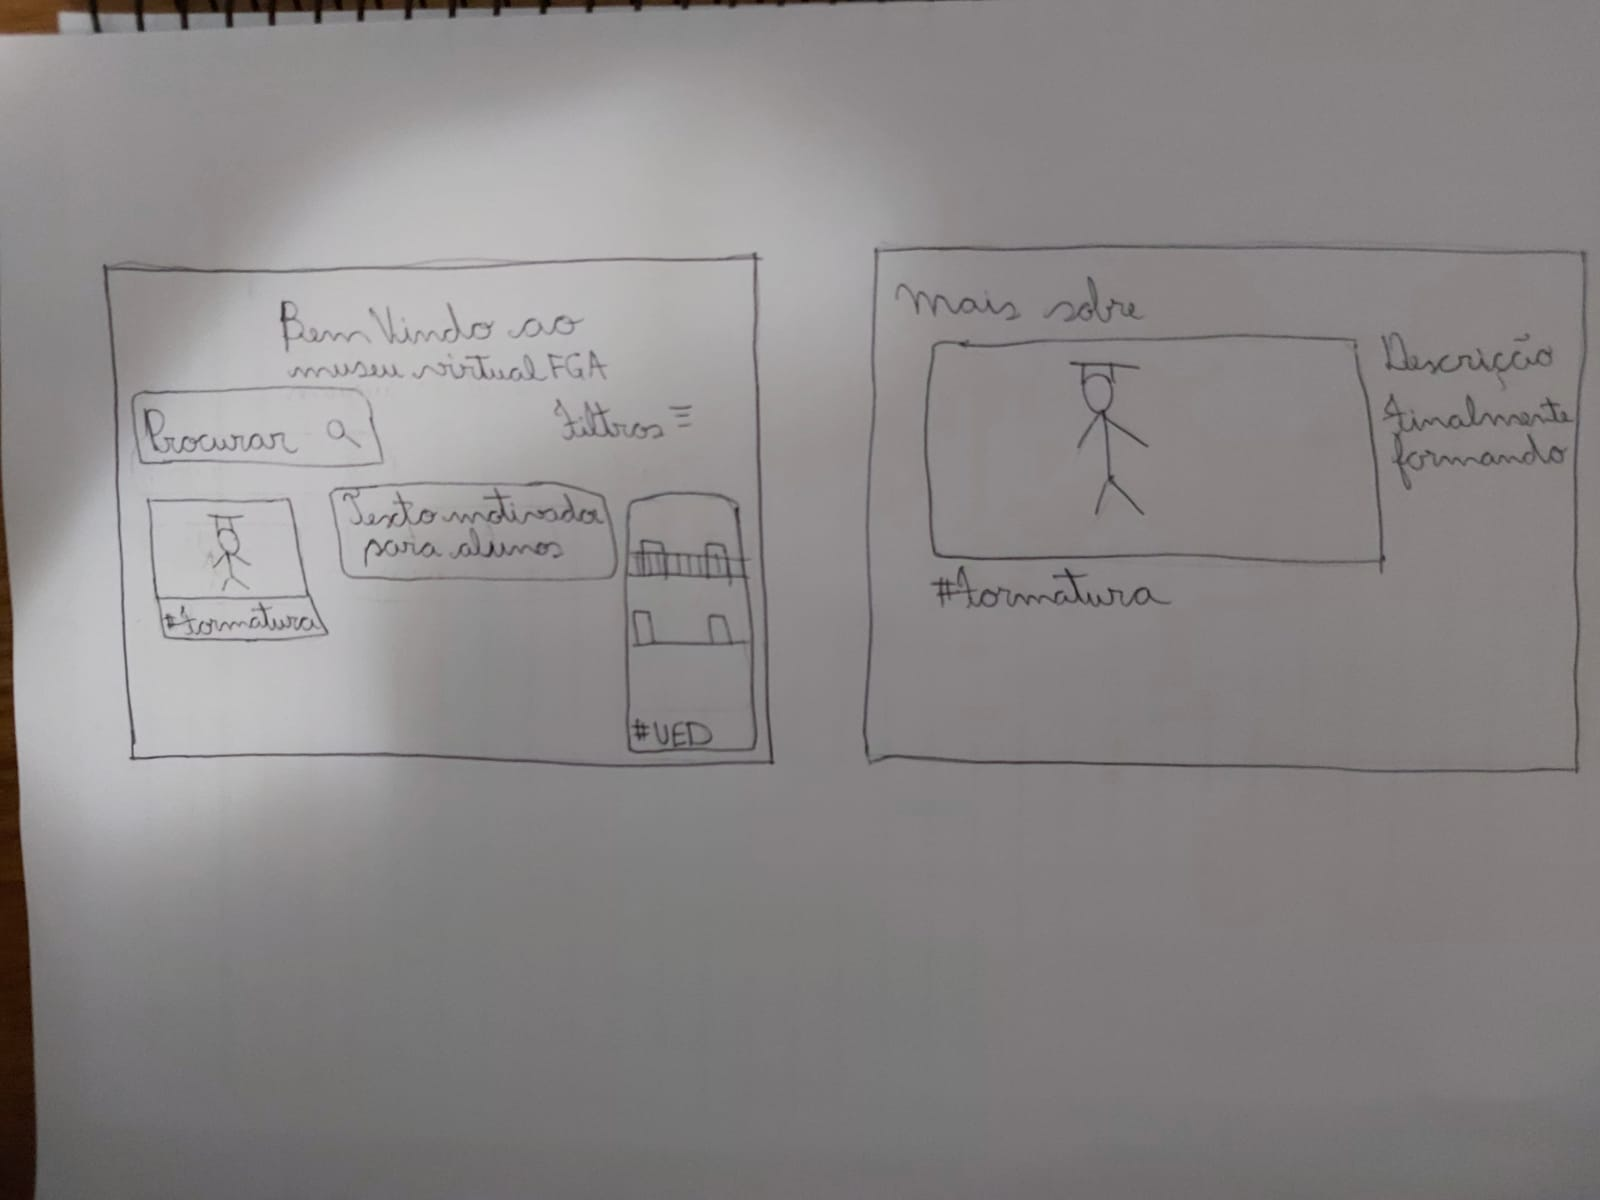 Bem Vindo ao
museu virtual FGA
Procurar
Filtros
#formatura
Texto motivador
para alunos
#UED
mais sobre
Descrição
Finalmente
formando
#formatura